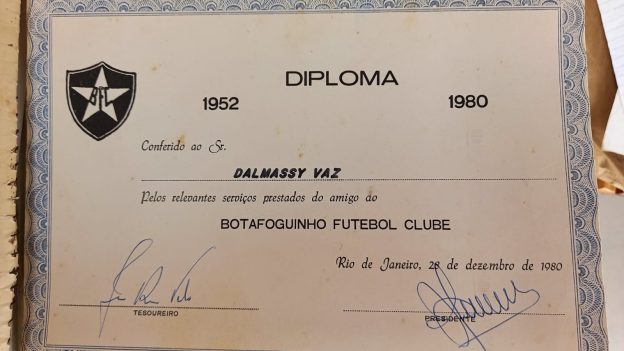 DIPLOMA
1952 1980
BFC
Conferido ao Sr.
DALMASSY VAZ
Pelos relevantes serviços prestados do amigo ao
BOTAFOGUINHO FUTEBOL CLUBE
Rio de Janeiro, 28 de dezembro de 1980
TESOUREIRO
PRESIDENTE